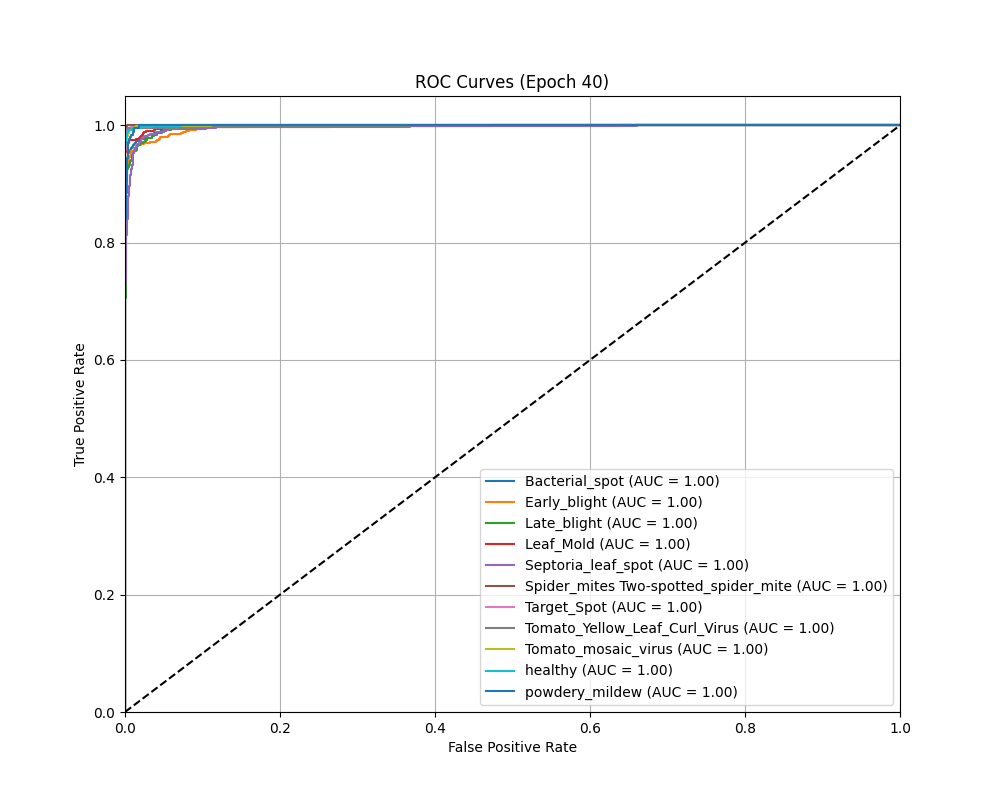 ROC Curves (Epoch 40)
True Positive Rate
1.0
0.8
0.6
0.4
0.2
0.0
Bacterial_spot (AUC = 1.00)
Early_blight (AUC = 1.00)
Late_blight (AUC = 1.00)
Leaf_Mold (AUC = 1.00)
Septoria_leaf_spot (AUC = 1.00)
Spider_mites Two-spotted_spider_mite (AUC = 1.00)
Target_Spot (AUC = 1.00)
Tomato_Yellow_Leaf_Curl_Virus (AUC = 1.00)
Tomato_mosaic_virus (AUC = 1.00)
healthy (AUC = 1.00)
powdery_mildew (AUC = 1.00)
0.0 0.2 0.4 0.6 0.8 1.0
False Positive Rate